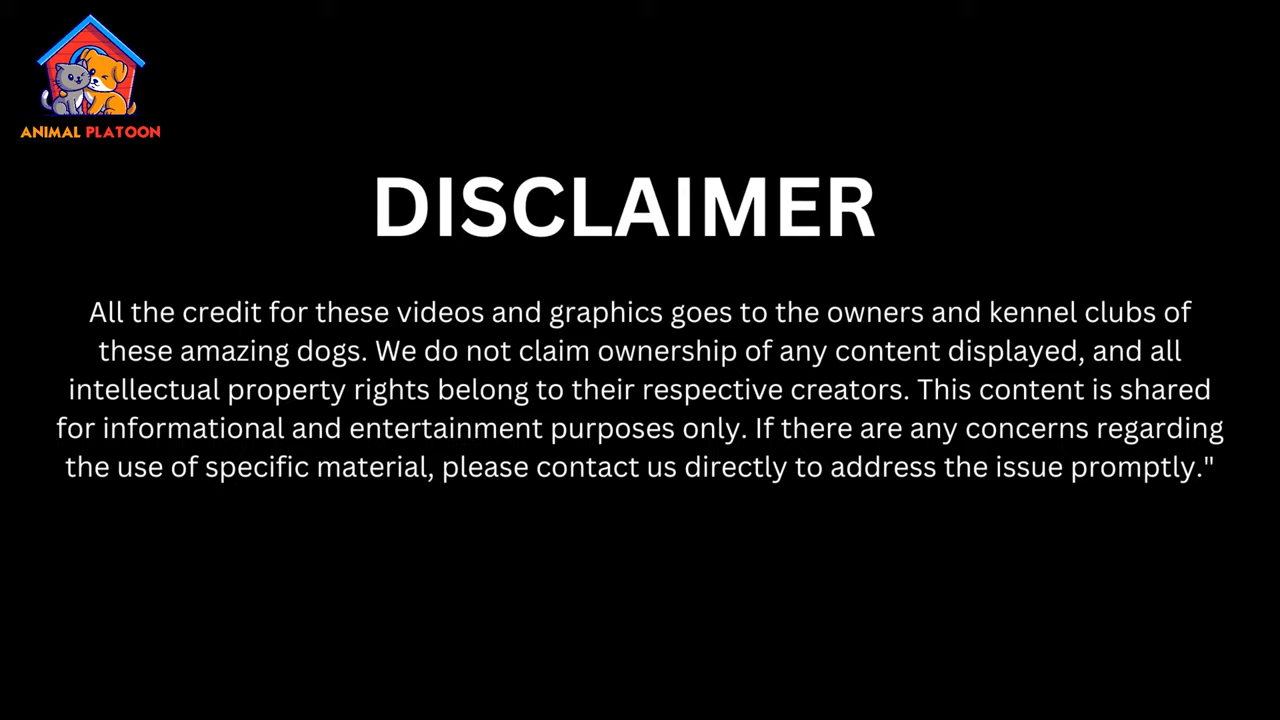 ANIMAL PLATOON
DISCLAIMER
All the credit for these videos and graphics goes to the owners and kennel clubs of
these amazing dogs. We do not claim ownership of any content displayed, and all
intellectual property rights belong to their respective creators. This content is shared
for informational and entertainment purposes only. If there are any concerns regarding
the use of specific material, please contact us directly to address the issue promptly."